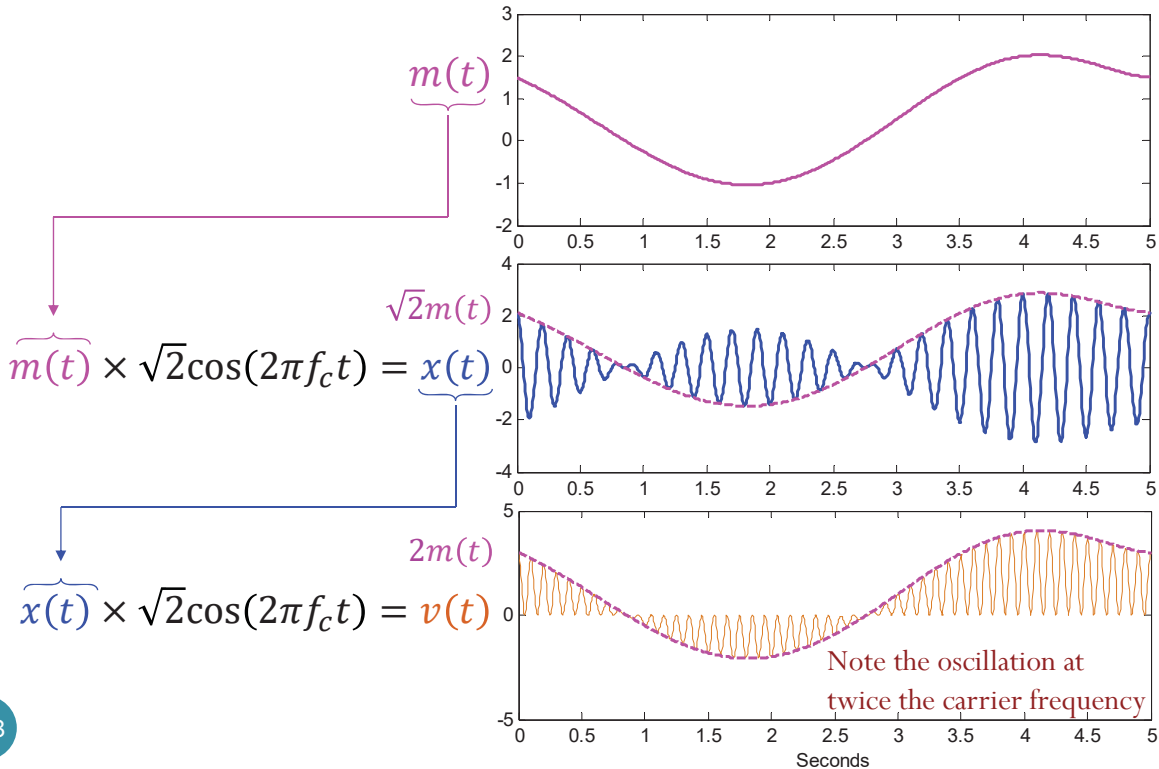 3
2
1
0
-1
-2
0 0.5 1 1.5 2 2.5 3 3.5 4 4.5 5
m(t)
4
2
0
-2
-4
0 0.5 1 1.5 2 2.5 3 3.5 4 4.5 5
√2m(t)
m(t) × √2cos(2πf_c t) = x(t)
5
0
-5
0 0.5 1 1.5 2 2.5 3 3.5 4 4.5 5
Seconds
2m(t)
x(t) × √2cos(2πf_c t) = v(t)
Note the oscillation at
twice the carrier frequency